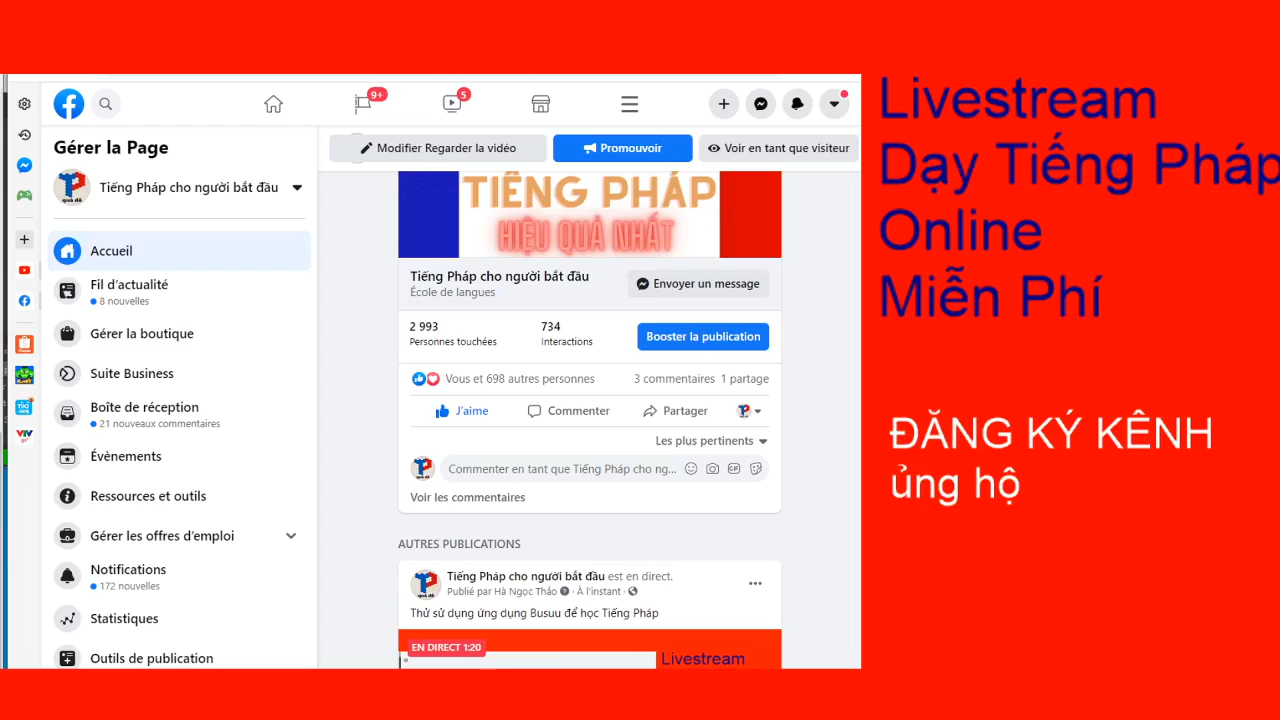 9+
5
Gérer la Page
Tiếng Pháp cho người bắt đầu
Accueil
Fil d'actualité
8 nouvelles
Gérer la boutique
Suite Business
Boîte de réception
21 nouveaux commentaires
Évènements
Ressources et outils
Gérer les offres d'emploi
Notifications
172 nouvelles
Statistiques
Outils de publication
Modifier Regarder la vidéo
Promouvoir
Voir en tant que visiteur
TIẾNG PHÁP
HIỆU QUẢ NHẤT
Tiếng Pháp cho người bắt đầu
École de langues
Envoyer un message
2 993
Personnes touchées
734
Interactions
Booster la publication
Vous et 698 autres personnes
3 commentaires 1 partage
J'aime
Commenter
Partager
Les plus pertinents
Commenter en tant que Tiếng Pháp cho ng...
Voir les commentaires
AUTRES PUBLICATIONS
Tiếng Pháp cho người bắt đầu est en direct.
Publié par Hà Ngọc Thảo · À l'instant ·
Thử sử dụng ứng dụng Busuu để học Tiếng Pháp
EN DIRECT 1:20
Livestream
Livestream
Dạy Tiếng Pháp
Online
Miễn Phí
ĐĂNG KÝ KÊNH
ủng hộ